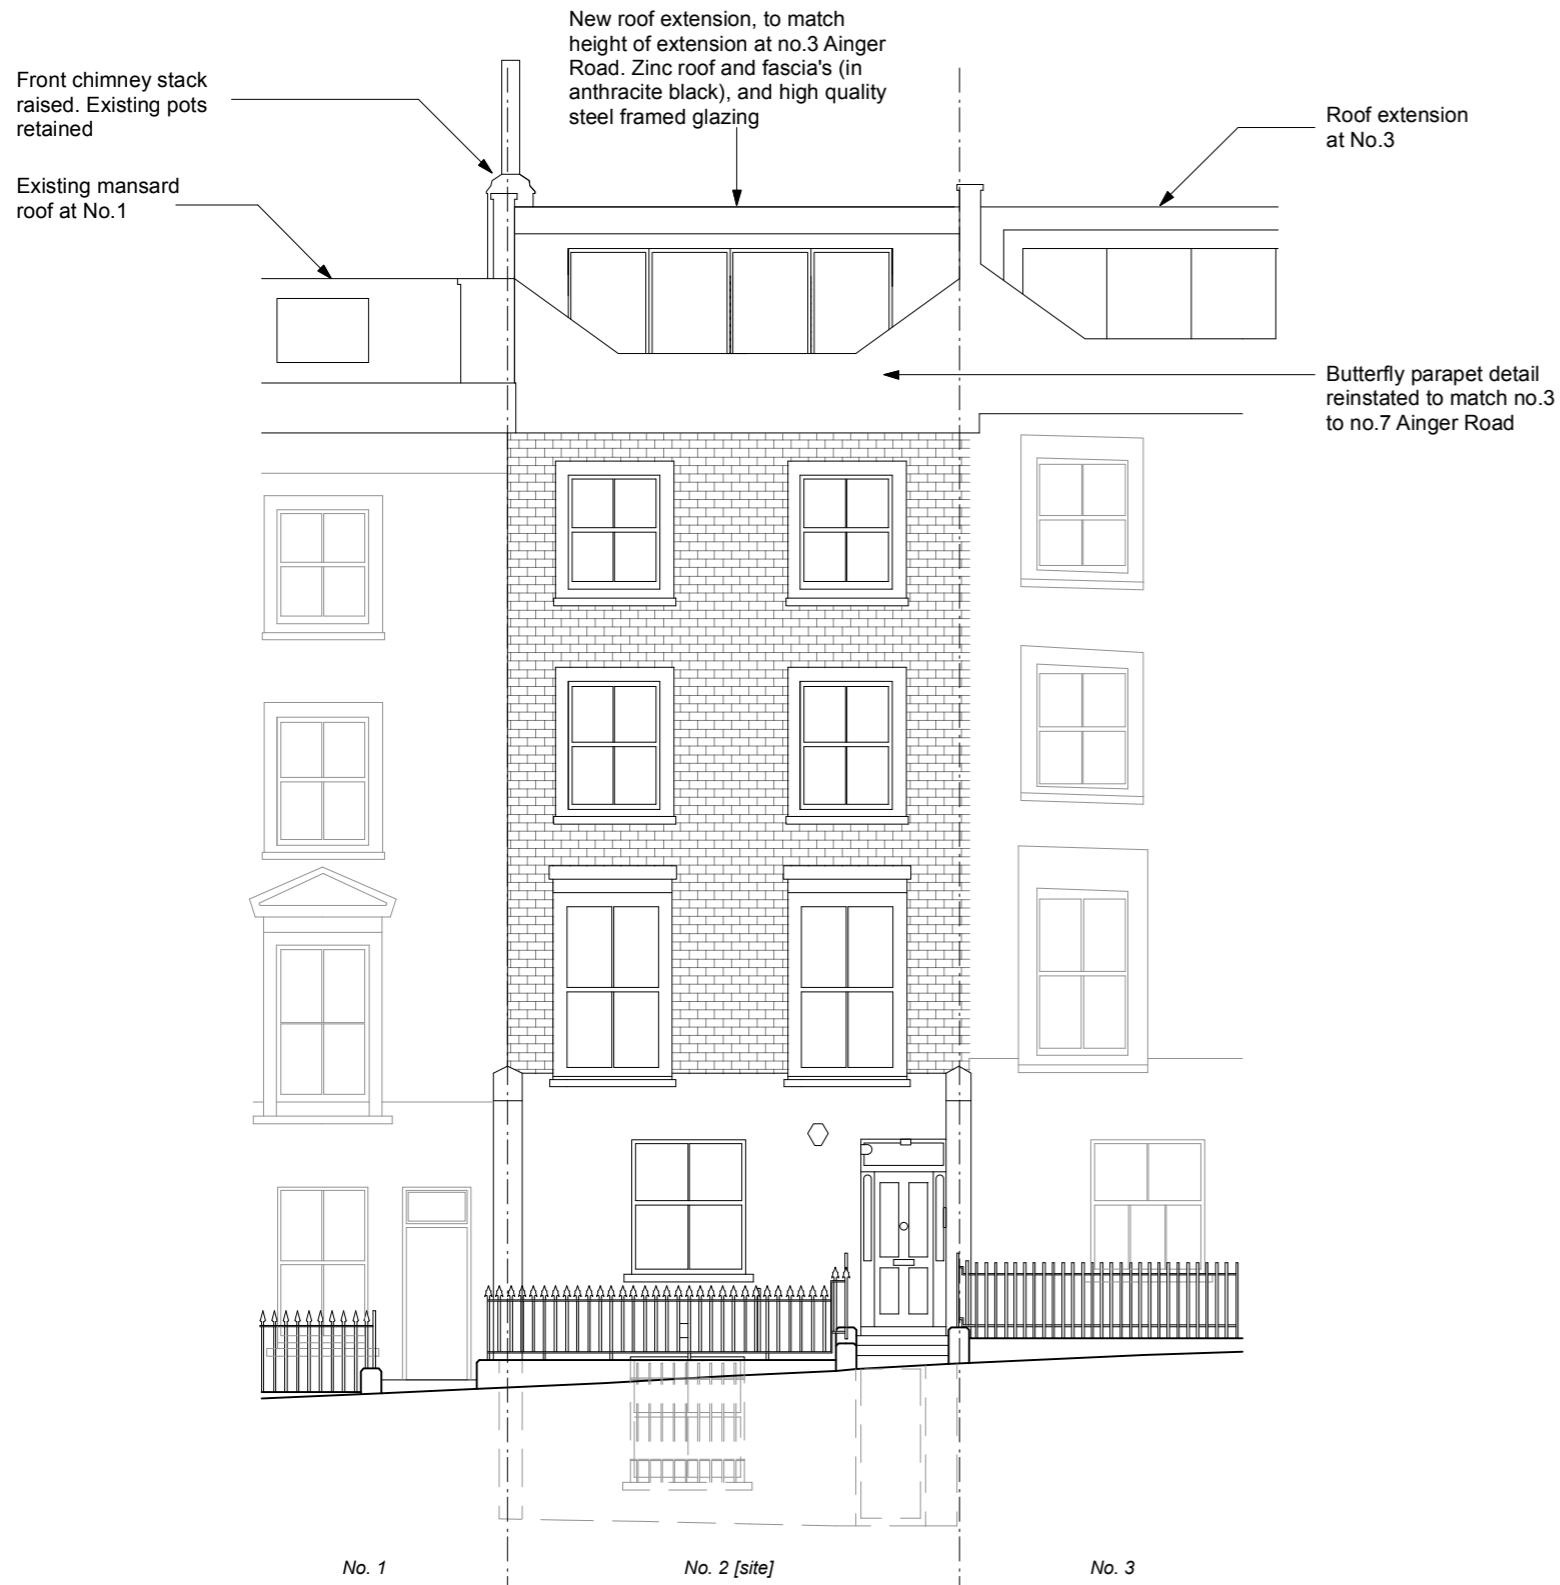 New roof extension, to match
height of extension at no.3 Ainger
Road. Zinc roof and fascia's (in
anthracite black), and high quality
steel framed glazing
Front chimney stack
raised. Existing pots
retained
Roof extension
at No.3
Existing mansard
roof at No.1
Butterfly parapet detail
reinstated to match no.3
to no.7 Ainger Road
No. 1
No. 2 [site]
No. 3